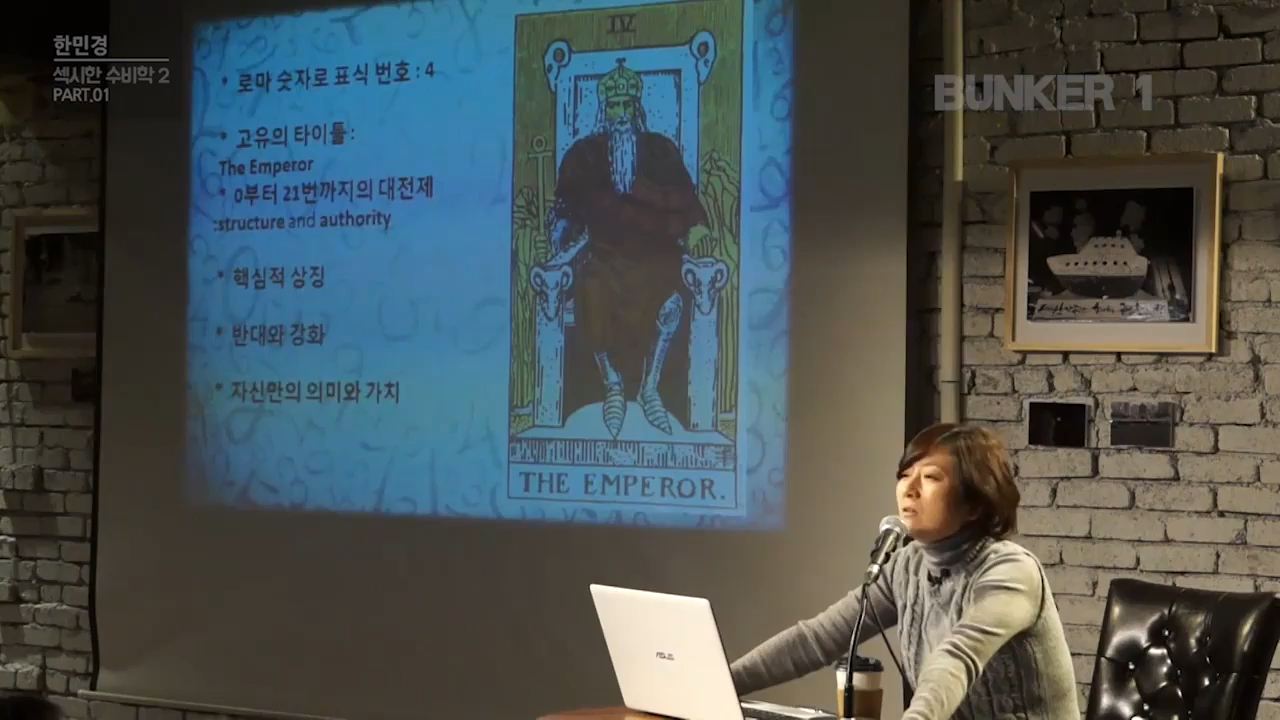 한민경
섹시한 수비학 2
PART.01
BUNKER 1
* 로마 숫자로 표식 번호 : 4
* 고유의 타이틀 :
The Emperor
* 0부터 21번까지의 대전제
:structure and authority
* 핵심적 상징
* 반대와 강화
* 자신만의 의미와 가치
IV
THE EMPEROR.
ASUS